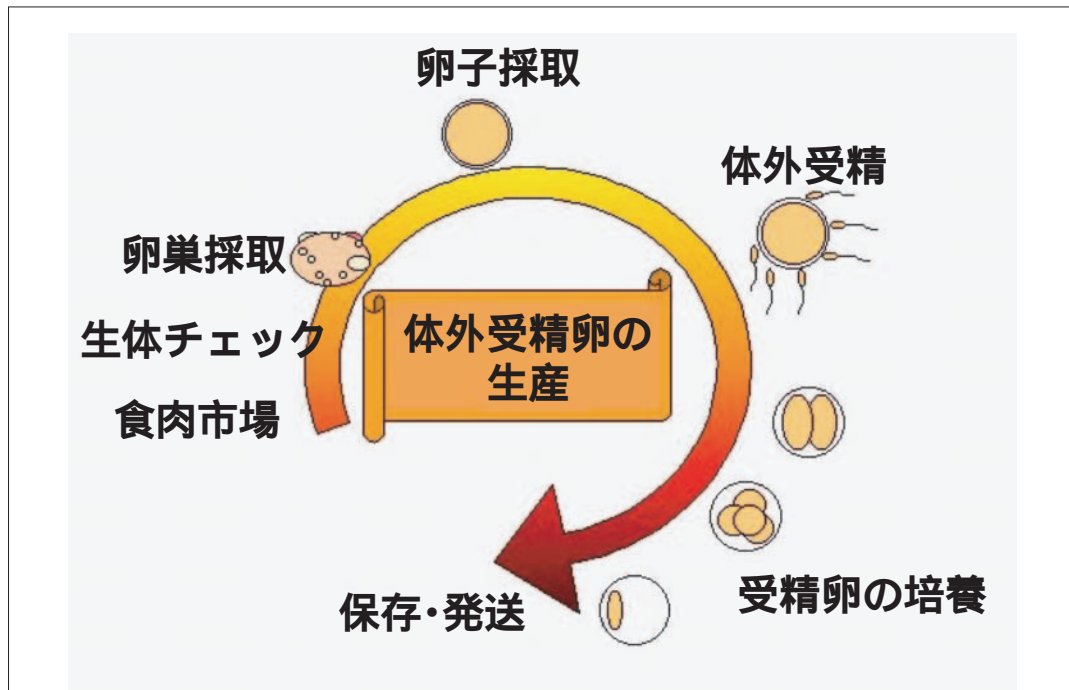 卵子採取
体外受精
卵巣採取
生体チェック
食肉市場
体外受精卵の
生産
受精卵の培養
保存・発送